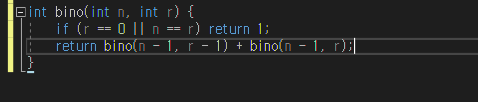 int bino(int n, int r) {
if (r == 0 || n == r) return 1;
return bino(n - 1, r - 1) + bino(n - 1, r);
}